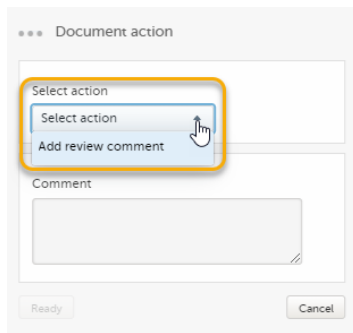 Document action
Select action
Select action
Add review comment
Comment
Ready
Cancel